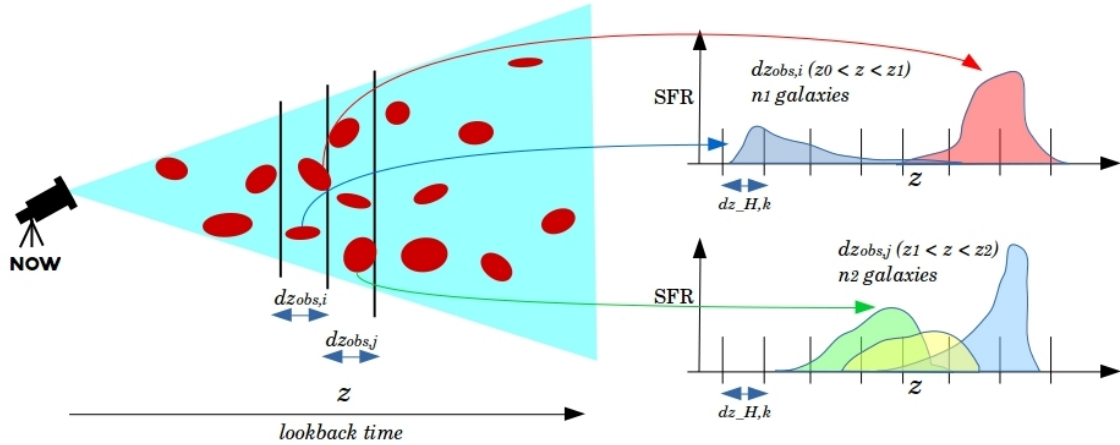 NOW
dzobs,i
dzobs,j
z
lookback time
SFR
dzobs,i (z0 < z < z1)
n1 galaxies
z
dz_H,k
SFR
dzobs,j (z1 < z < z2)
n2 galaxies
z
dz_H,k